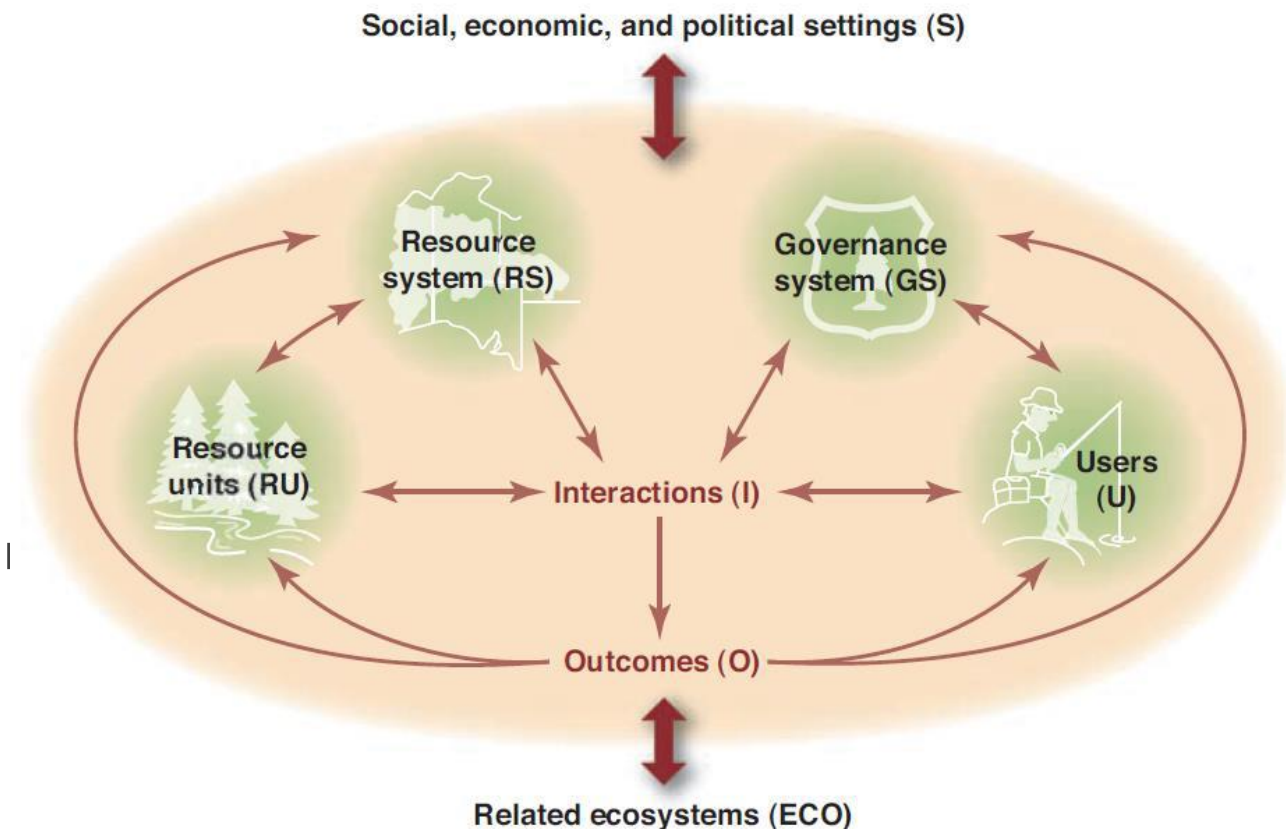 Social, economic, and political settings (S)
Resource
system (RS)
Governance
system (GS)
Resource
units (RU)
Interactions (I)
Users
(U)
Outcomes (O)
Related ecosystems (ECO)